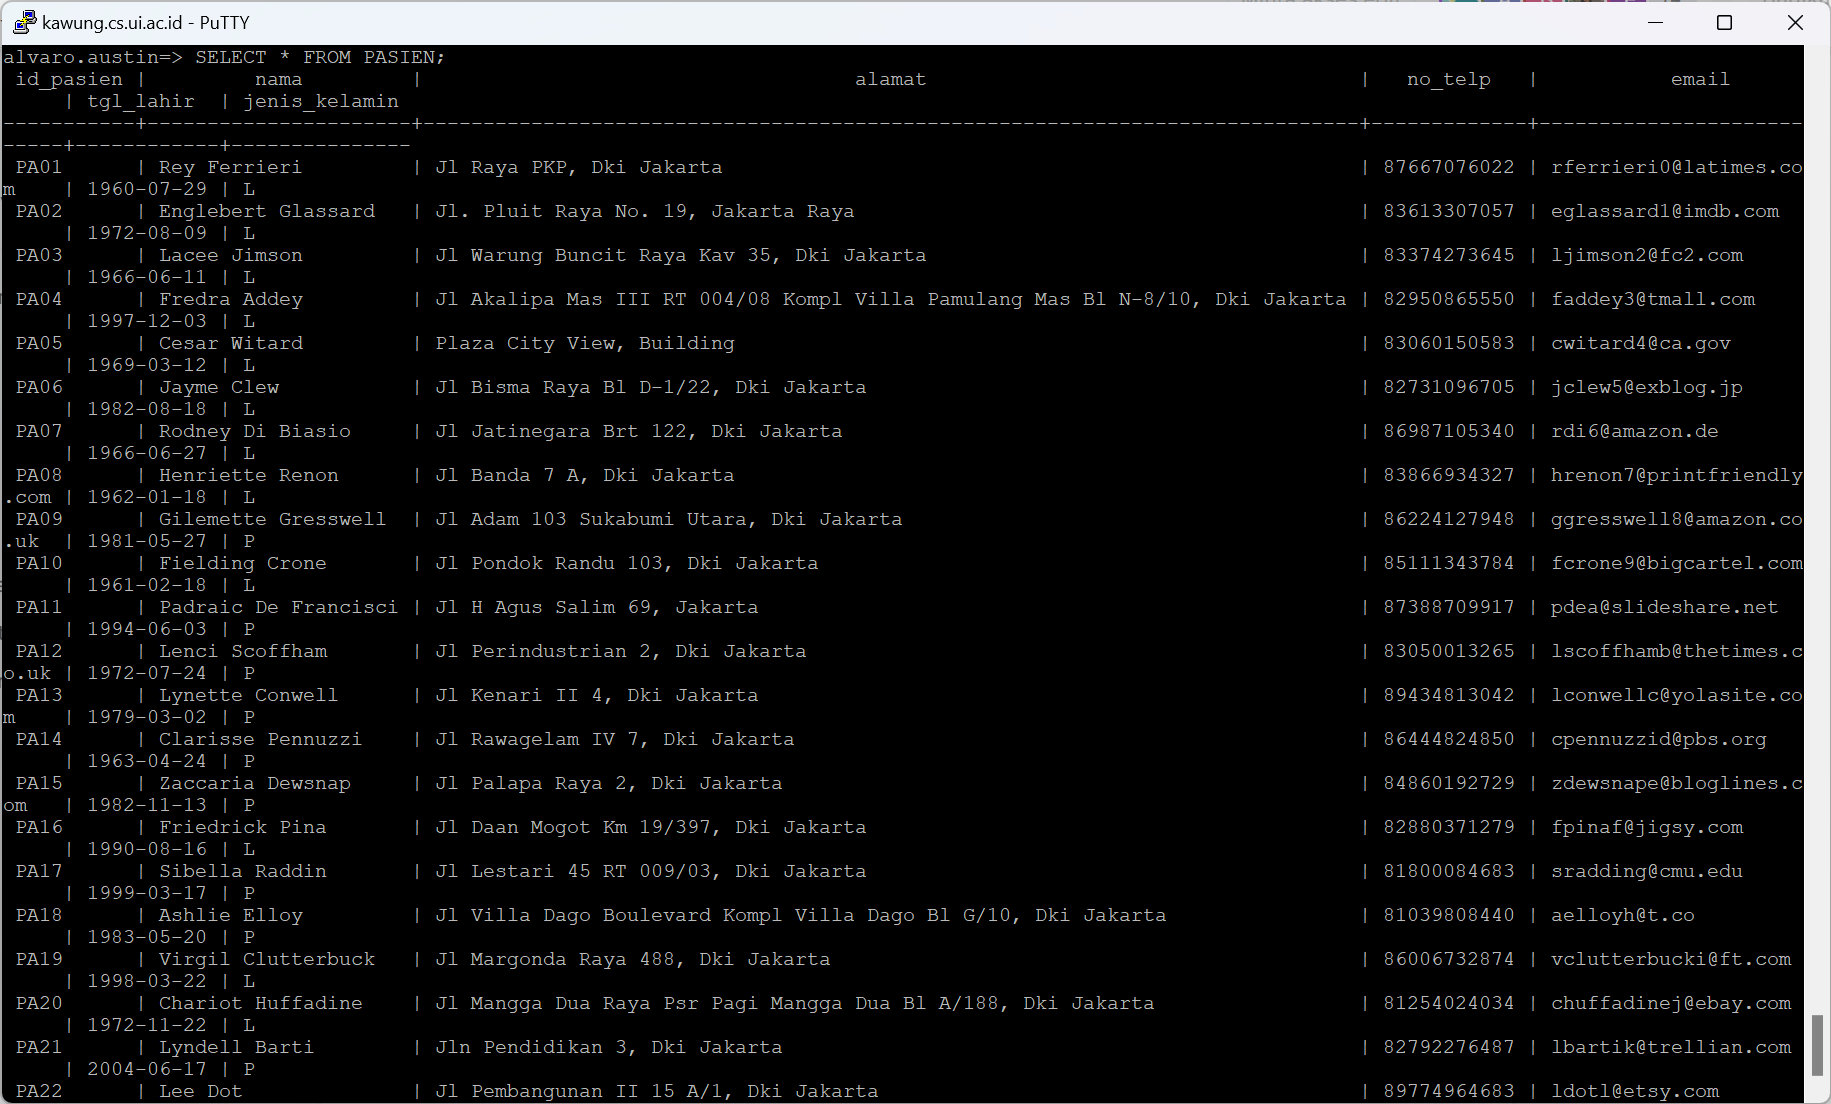 kawung.cs.ui.ac.id - PuTTY
alvaro.austin=> SELECT * FROM PASIEN;
 id_pasien |         nama         |                                    alamat                                    |   no_telp   |           email
     | tgl_lahir  | jenis_kelamin
-----------+----------------------+------------------------------------------------------------------------------+-------------+----------------------
-----+------------+---------------
 PA01      | Rey Ferrieri         | Jl Raya PKP, Dki Jakarta                                                     | 87667076022 | rferrieri0@latimes.co
m    | 1960-07-29 | L
 PA02      | Englebert Glassard   | Jl. Pluit Raya No. 19, Jakarta Raya                                          | 83613307057 | eglassard1@imdb.com
     | 1972-08-09 | L
 PA03      | Lacee Jimson         | Jl Warung Buncit Raya Kav 35, Dki Jakarta                                    | 83374273645 | ljimson2@fc2.com
     | 1966-06-11 | L
 PA04      | Fredra Addey         | Jl Akalipa Mas III RT 004/08 Kompl Villa Pamulang Mas Bl N-8/10, Dki Jakarta | 82950865550 | faddey3@tmall.com
     | 1997-12-03 | L
 PA05      | Cesar Witard         | Plaza City View, Building                                                    | 83060150583 | cwitard4@ca.gov
     | 1969-03-12 | L
 PA06      | Jayme Clew           | Jl Bisma Raya Bl D-1/22, Dki Jakarta                                         | 82731096705 | jclew5@exblog.jp
     | 1982-08-18 | L
 PA07      | Rodney Di Biasio     | Jl Jatinegara Brt 122, Dki Jakarta                                           | 86987105340 | rdi6@amazon.de
     | 1966-06-27 | L
 PA08      | Henriette Renon      | Jl Banda 7 A, Dki Jakarta                                                    | 83866934327 | hrenon7@printfriendly
.com | 1962-01-18 | L
 PA09      | Gilemette Gresswell  | Jl Adam 103 Sukabumi Utara, Dki Jakarta                                      | 86224127948 | ggresswell8@amazon.co
.uk  | 1981-05-27 | P
 PA10      | Fielding Crone       | Jl Pondok Randu 103, Dki Jakarta                                             | 85111343784 | fcrone9@bigcartel.com
     | 1961-02-18 | L
 PA11      | Padraic De Francisci | Jl H Agus Salim 69, Jakarta                                                  | 87388709917 | pdea@slideshare.net
     | 1994-06-03 | P
 PA12      | Lenci Scoffham       | Jl Perindustrian 2, Dki Jakarta                                              | 83050013265 | lscoffhamb@thetimes.c
o.uk | 1972-07-24 | P
 PA13      | Lynette Conwell      | Jl Kenari II 4, Dki Jakarta                                                  | 89434813042 | lconwellc@yolasite.co
m    | 1979-03-02 | P
 PA14      | Clarisse Pennuzzi    | Jl Rawagelam IV 7, Dki Jakarta                                               | 86444824850 | cpennuzzid@pbs.org
     | 1963-04-24 | P
 PA15      | Zaccaria Dewsnap     | Jl Palapa Raya 2, Dki Jakarta                                                | 84860192729 | zdewsnape@bloglines.c
om   | 1982-11-13 | P
 PA16      | Friedrick Pina       | Jl Daan Mogot Km 19/397, Dki Jakarta                                         | 82880371279 | fpinaf@jigsy.com
     | 1990-08-16 | L
 PA17      | Sibella Raddin       | Jl Lestari 45 RT 009/03, Dki Jakarta                                         | 81800084683 | sradding@cmu.edu
     | 1999-03-17 | P
 PA18      | Ashlie Elloy         | Jl Villa Dago Boulevard Kompl Villa Dago Bl G/10, Dki Jakarta                | 81039808440 | aelloyh@t.co
     | 1983-05-20 | P
 PA19      | Virgil Clutterbuck   | Jl Margonda Raya 488, Dki Jakarta                                            | 86006732874 | vclutterbucki@ft.com
     | 1998-03-22 | L
 PA20      | Chariot Huffadine    | Jl Mangga Dua Raya Psr Pagi Mangga Dua Bl A/188, Dki Jakarta                 | 81254024034 | chuffadinej@ebay.com
     | 1972-11-22 | L
 PA21      | Lyndell Barti        | Jln Pendidikan 3, Dki Jakarta                                                | 82792276487 | lbartik@trellian.com
     | 2004-06-17 | P
 PA22      | Lee Dot              | Jl Pembangunan II 15 A/1, Dki Jakarta                                        | 89774964683 | ldotl@etsy.com